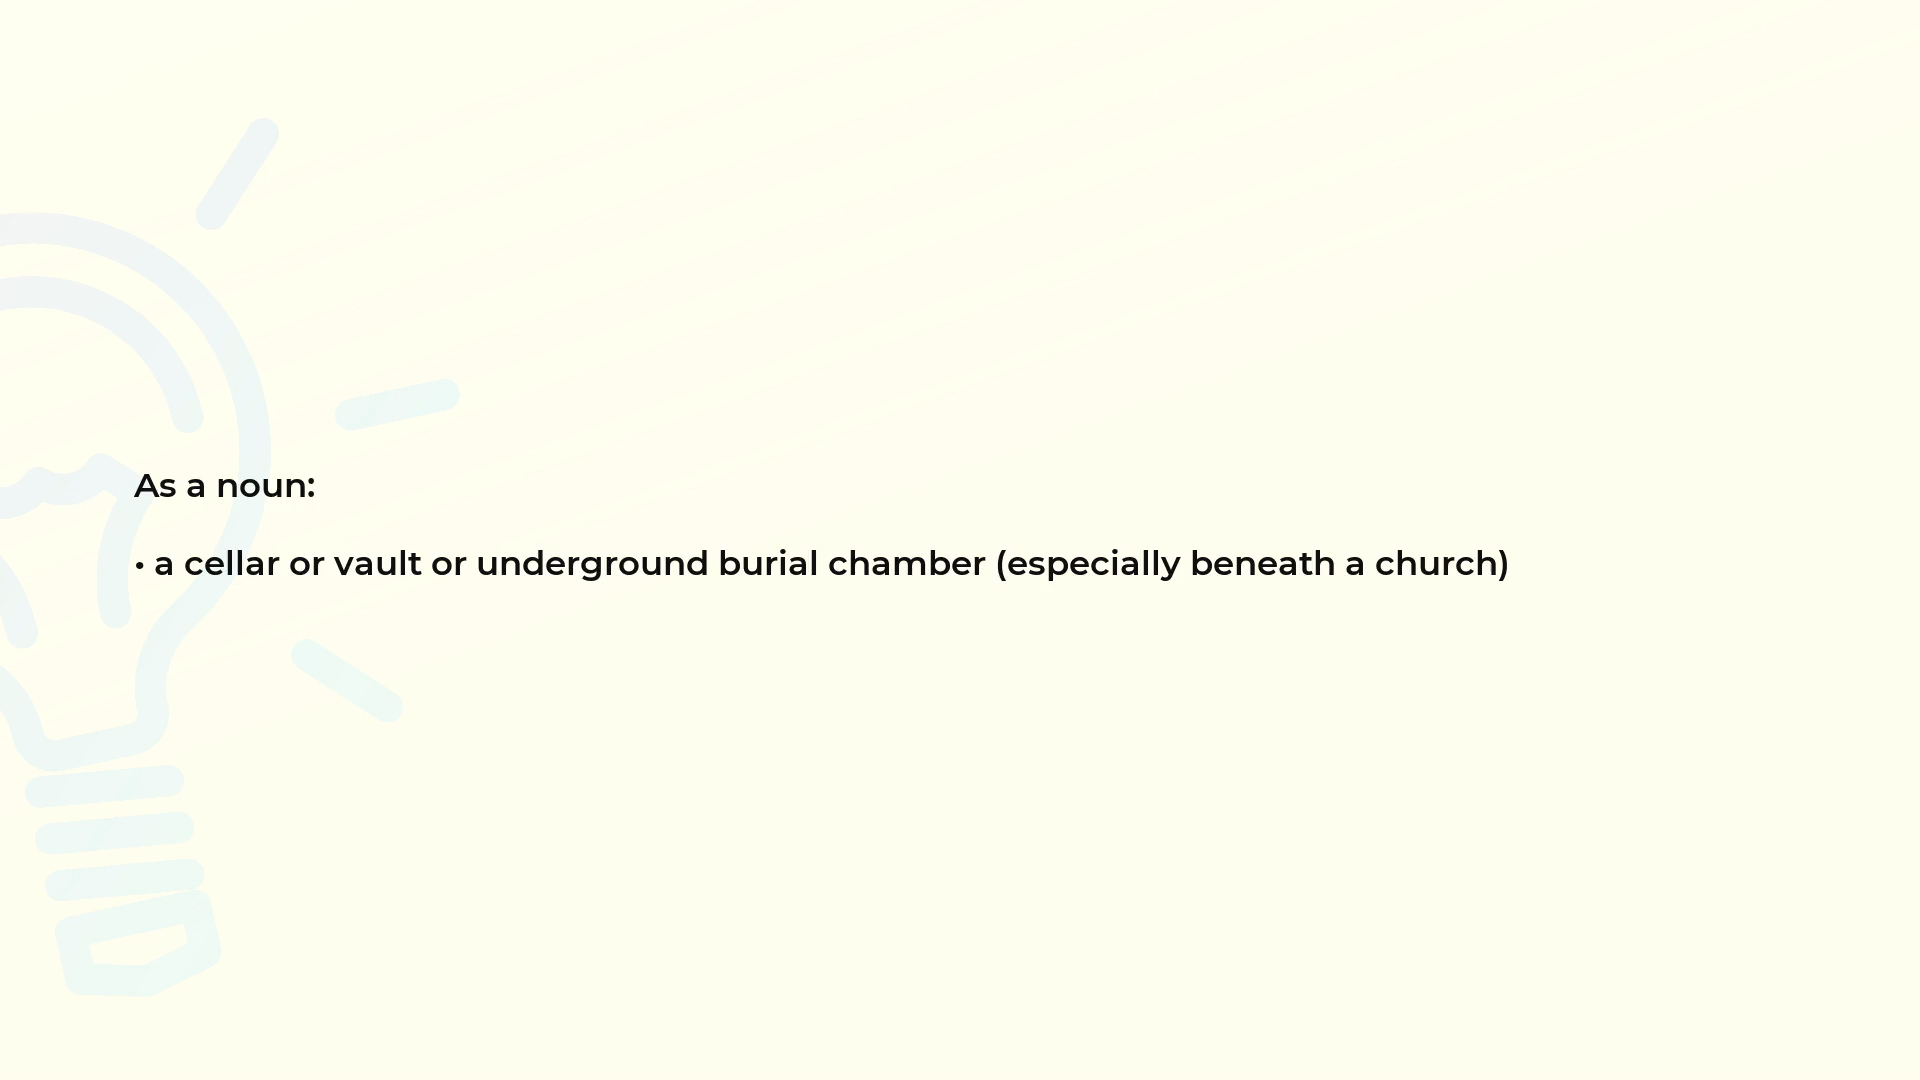 As a noun:
• a cellar or vault or underground burial chamber (especially beneath a church)